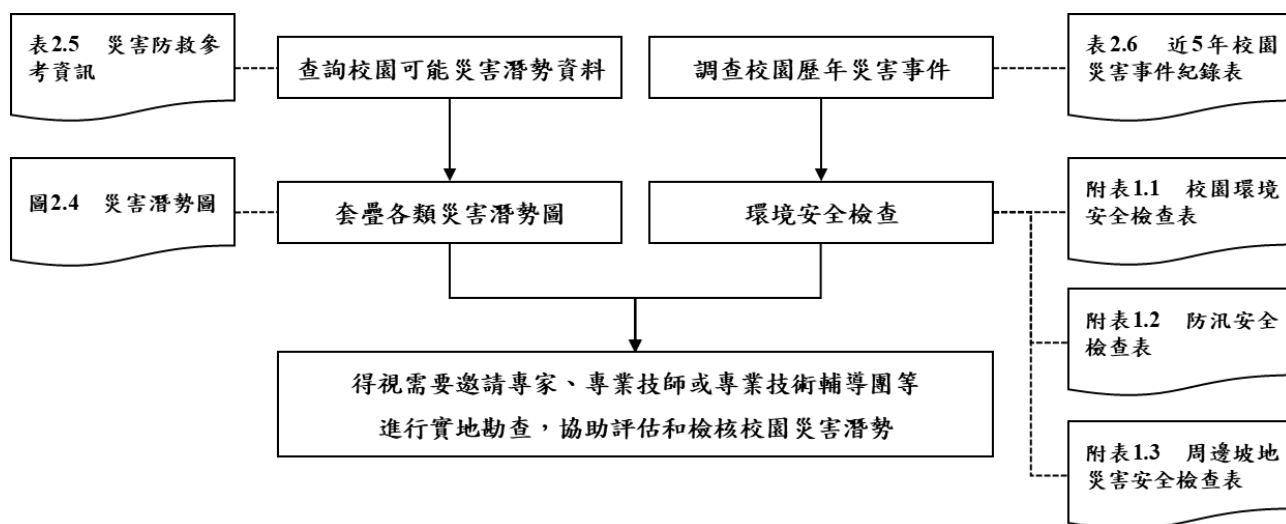 表2.5 災害防救參
考資訊
查詢校園可能災害潛勢資料
調查校園歷年災害事件
表2.6 近5年校園
災害事件紀錄表
圖2.4 災害潛勢圖
套疊各類災害潛勢圖
環境安全檢查
附表1.1 校園環境
安全檢查表
附表1.2 防汛安全
檢查表
得視需要邀請專家、專業技師或專業技術輔導團等
進行實地勘查，協助評估和檢核校園災害潛勢
附表1.3 周邊坡地
災害安全檢查表